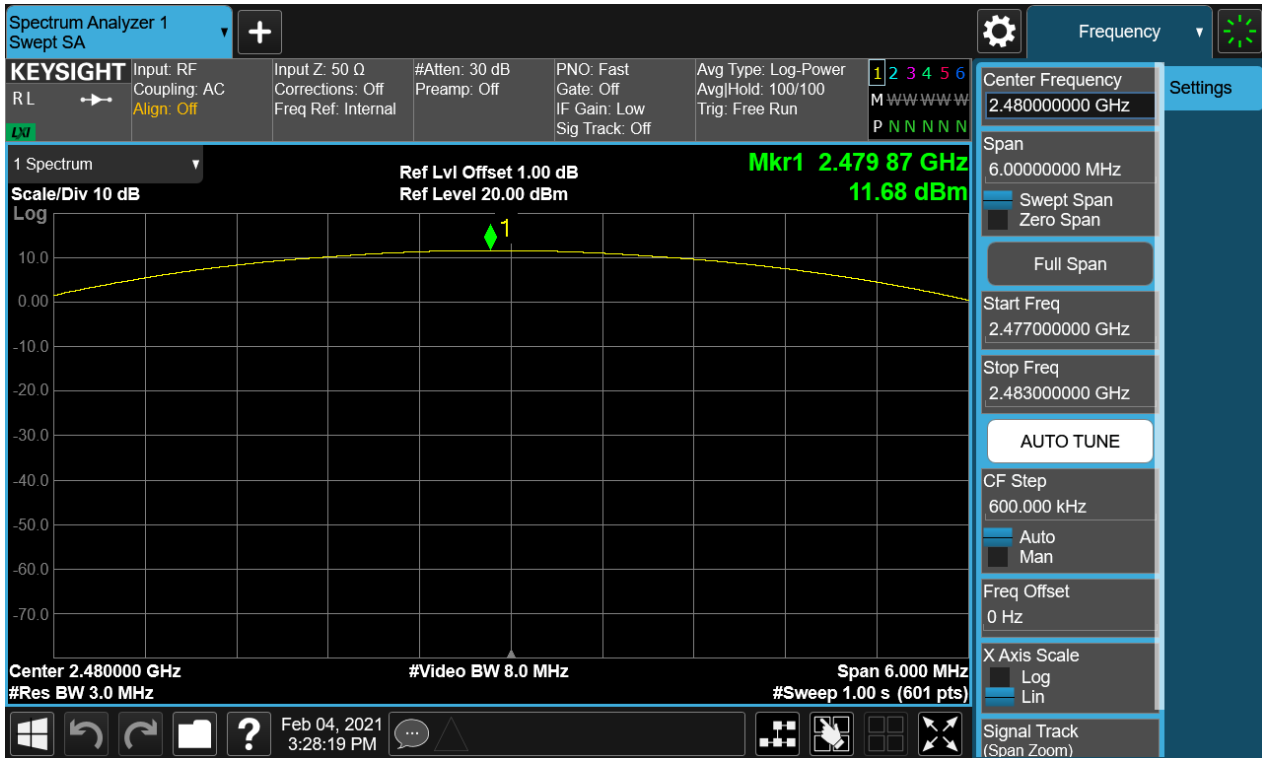 Spectrum Analyzer 1
Swept SA
+
Frequency
KEYSIGHT
R L
LXI
Input: RF
Coupling: AC
Align: Off
Input Z: 50 Ω
Corrections: Off
Freq Ref: Internal
#Atten: 30 dB
Preamp: Off
PNO: Fast
Gate: Off
IF Gain: Low
Sig Track: Off
Avg Type: Log-Power
Avg|Hold: 100/100
Trig: Free Run
1 2 3 4 5 6
M W W W W W
P N N N N N
1 Spectrum
Scale/Div 10 dB
Log
Ref Lvl Offset 1.00 dB
Ref Level 20.00 dBm
Mkr1 2.479 87 GHz
11.68 dBm
1
10.0
0.00
-10.0
-20.0
-30.0
-40.0
-50.0
-60.0
-70.0
Center 2.480000 GHz
#Video BW 8.0 MHz
Span 6.000 MHz
#Res BW 3.0 MHz
#Sweep 1.00 s (601 pts)
?
Feb 04, 2021
3:28:19 PM
Center Frequency
2.480000000 GHz
Settings
Span
6.00000000 MHz
Swept Span
Zero Span
Full Span
Start Freq
2.477000000 GHz
Stop Freq
2.483000000 GHz
AUTO TUNE
CF Step
600.000 kHz
Auto
Man
Freq Offset
0 Hz
X Axis Scale
Log
Lin
Signal Track
(Span Zoom)